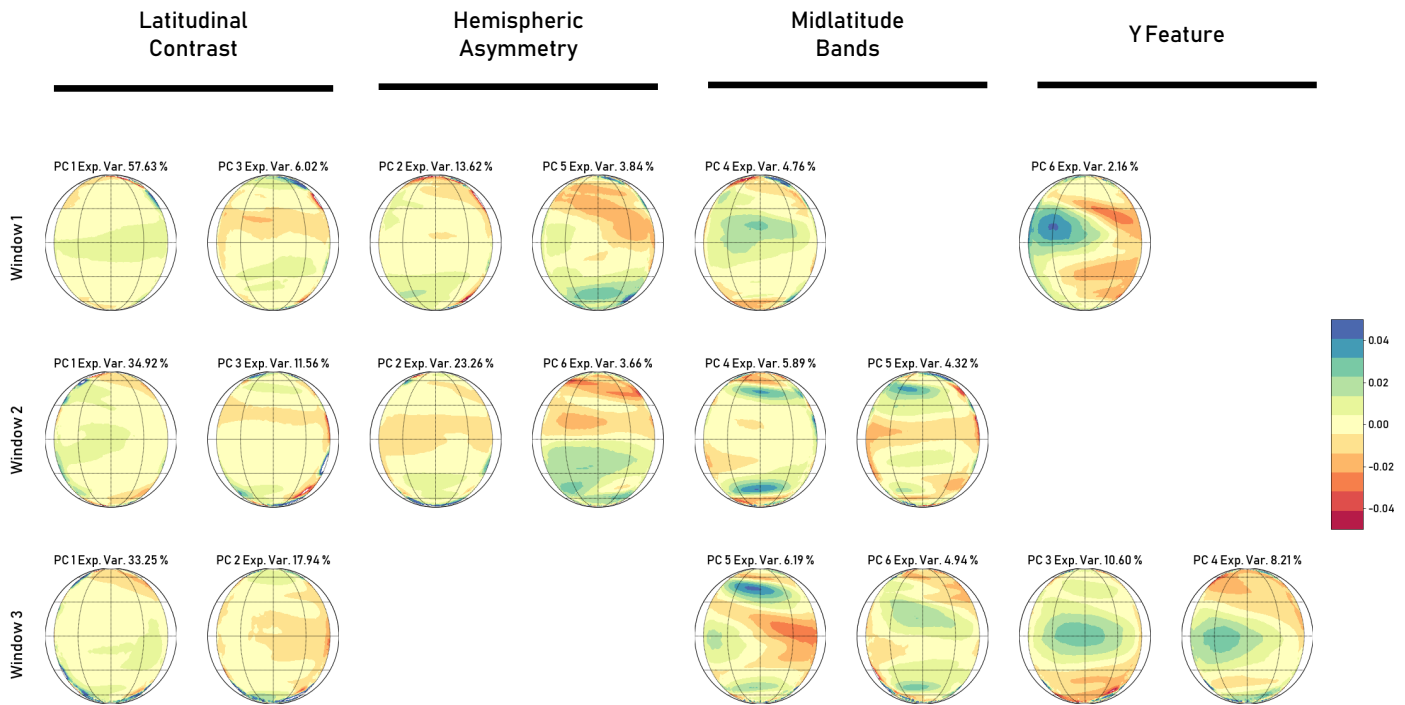 Latitudinal
Contrast
Hemispheric
Asymmetry
Midlatitude
Bands
Y Feature
Window 1
PC 1 Exp. Var. 57.63 %
PC 3 Exp. Var. 6.02 %
PC 2 Exp. Var. 13.62 %
PC 5 Exp. Var. 3.84 %
PC 4 Exp. Var. 4.76 %
PC 6 Exp. Var. 2.16 %
Window 2
PC 1 Exp. Var. 34.92 %
PC 3 Exp. Var. 11.56 %
PC 2 Exp. Var. 23.26 %
PC 6 Exp. Var. 3.66 %
PC 4 Exp. Var. 5.89 %
PC 5 Exp. Var. 4.32 %
0.04
0.02
0.00
-0.02
-0.04
Window 3
PC 1 Exp. Var. 33.25 %
PC 2 Exp. Var. 17.94 %
PC 5 Exp. Var. 6.19 %
PC 6 Exp. Var. 4.94 %
PC 3 Exp. Var. 10.60 %
PC 4 Exp. Var. 8.21 %